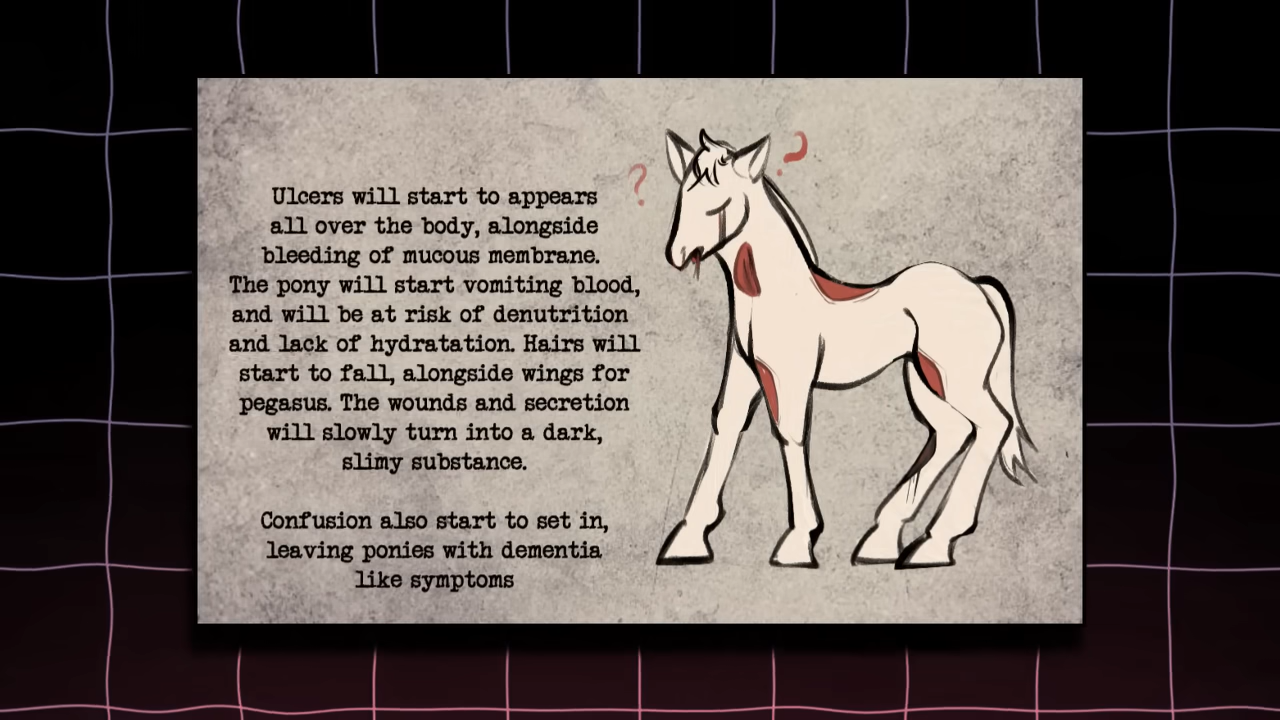 Ulcers will start to appears
all over the body, alongside
bleeding of mucous membrane.
The pony will start vomiting blood,
and will be at risk of denutrition
and lack of hydratation. Hairs will
start to fall, alongside wings for
pegasus. The wounds and secretion
will slowly turn into a dark,
slimy substance.
Confusion also start to set in,
leaving ponies with dementia
like symptoms
? ?